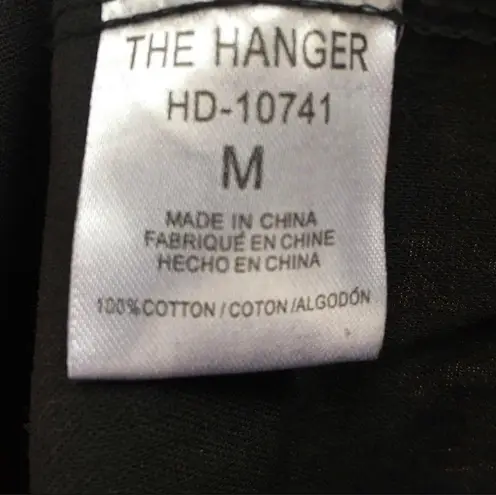 THE HANGER
HD-10741
M
MADE IN CHINA
FABRIQUÉ EN CHINE
HECHO EN CHINA
100%COTTON/COTON/ALGODÓN